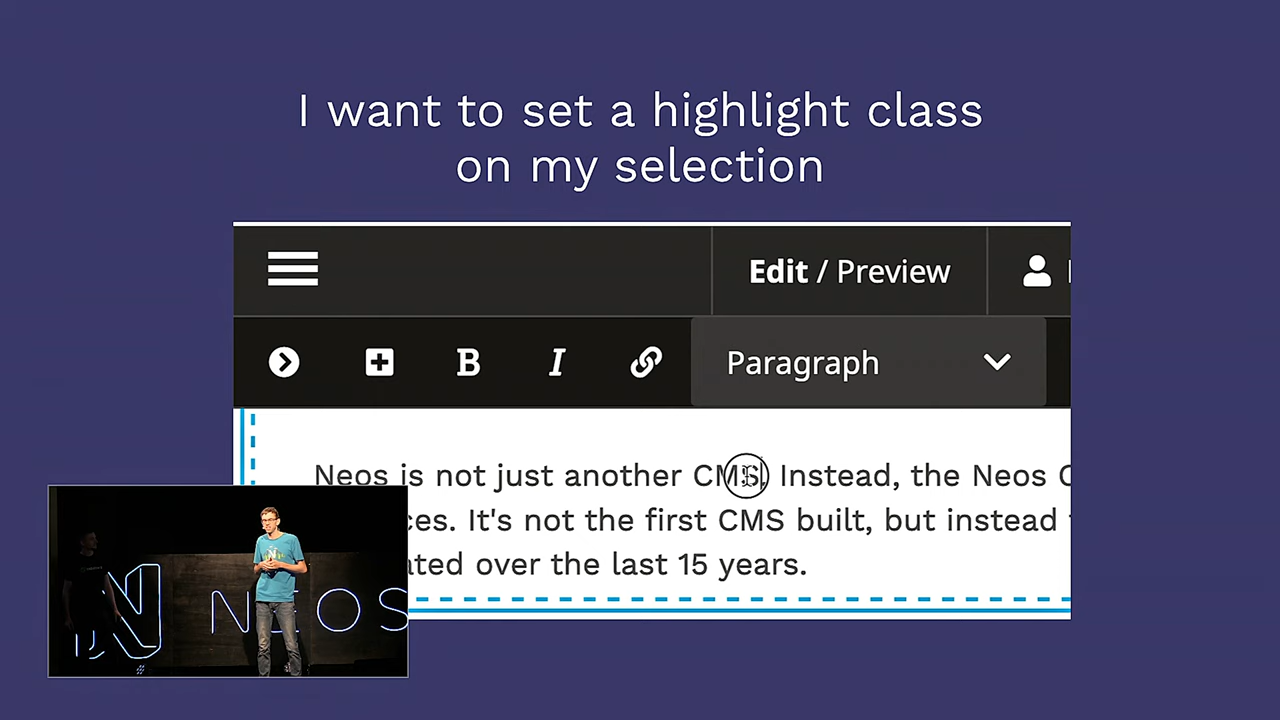 I want to set a highlight class
on my selection
Edit / Preview
B I
Paragraph
Neos is not just another CMS. Instead, the Neos C
ces. It's not the first CMS built, but instead
ated over the last 15 years.
NEOS